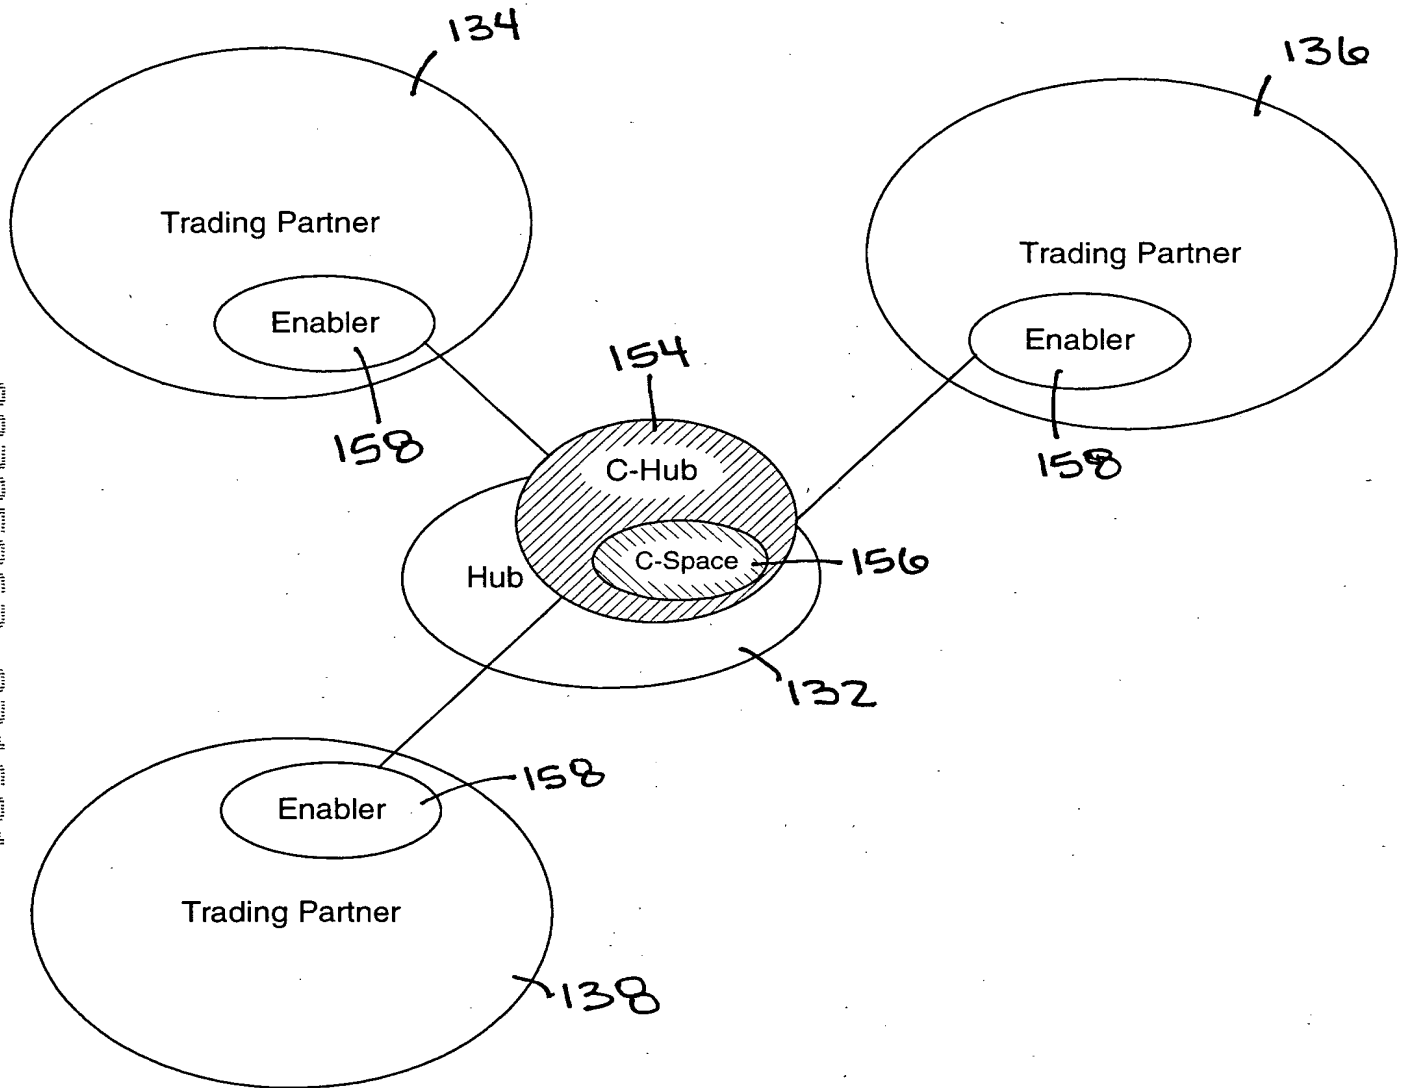 134
136
Trading Partner
Trading Partner
Enabler
Enabler
154
158
C-Hub
158
C-Space
156
Hub
132
158
Enabler
Trading Partner
138